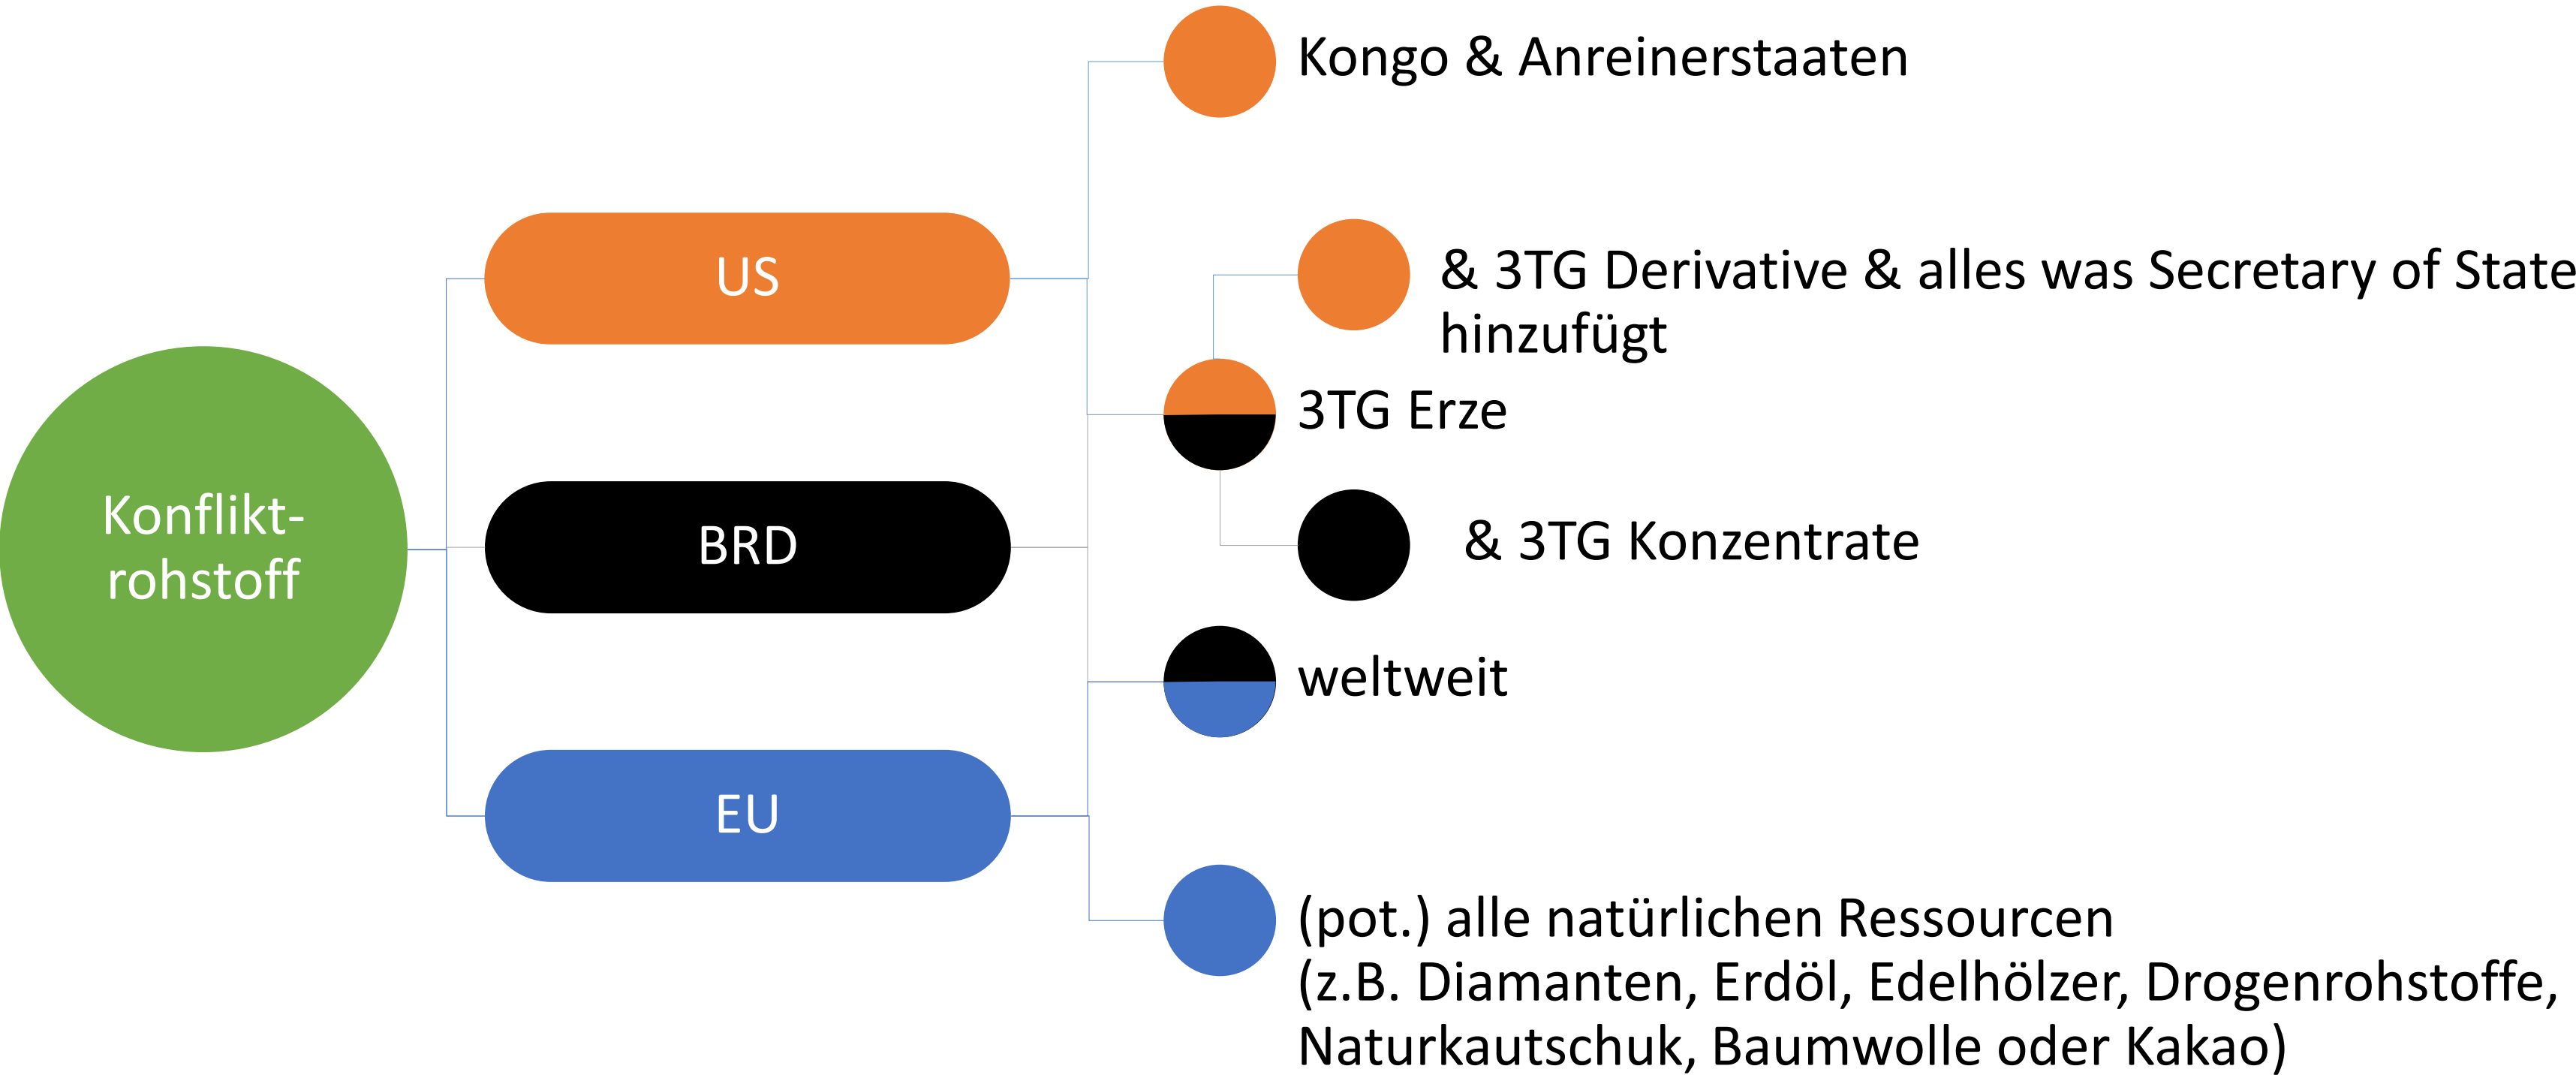 Konflikt-
rohstoff
US
BRD
EU
Kongo & Anreinerstaaten
& 3TG Derivative & alles was Secretary of State
hinzufügt
3TG Erze
& 3TG Konzentrate
weltweit
(pot.) alle natürlichen Ressourcen
(z.B. Diamanten, Erdöl, Edelhölzer, Drogenrohstoffe,
Naturkautschuk, Baumwolle oder Kakao)